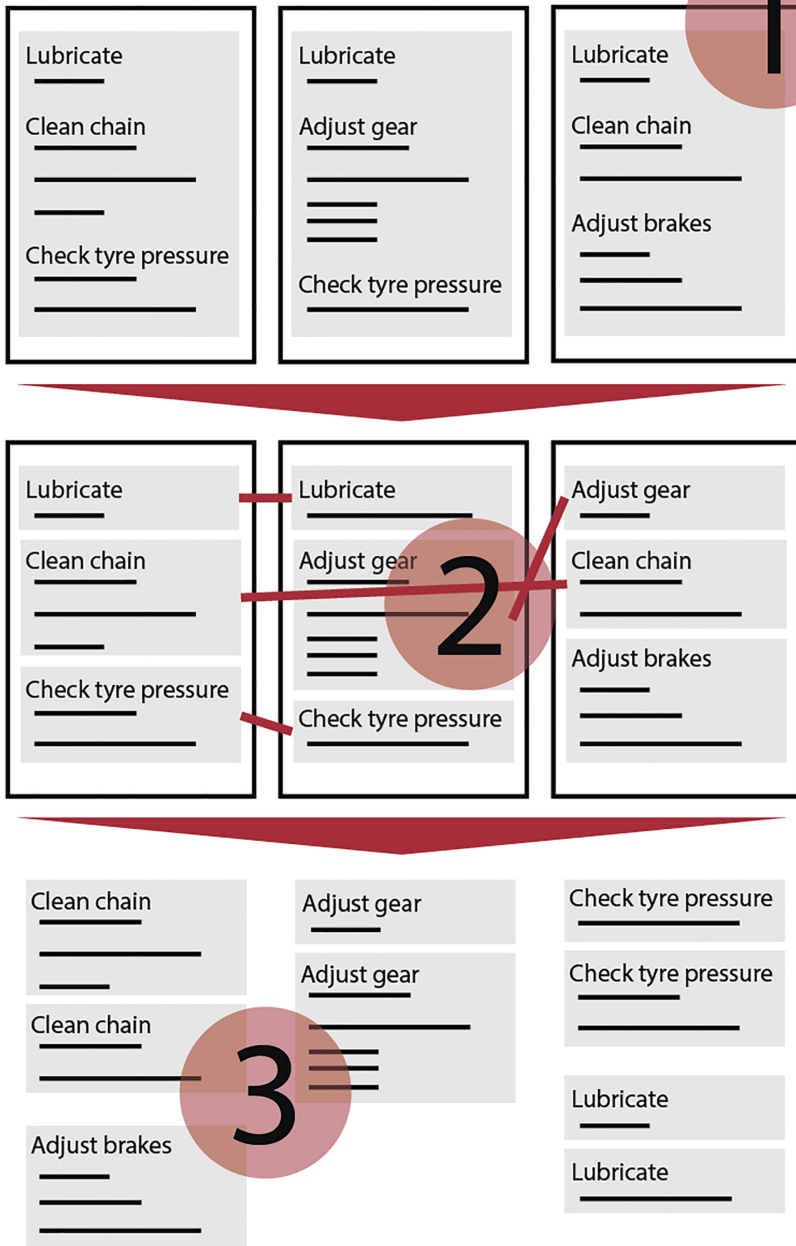 Lubricate
Clean chain
Check tyre pressure
Lubricate
Adjust gear
Check tyre pressure
1
Lubricate
Clean chain
Adjust brakes
Lubricate
Clean chain
Check tyre pressure
Lubricate
Adjust gear
2
Check tyre pressure
Adjust gear
Clean chain
Adjust brakes
Clean chain
Clean chain
3
Adjust brakes
Adjust gear
Adjust gear
Check tyre pressure
Check tyre pressure
Lubricate
Lubricate